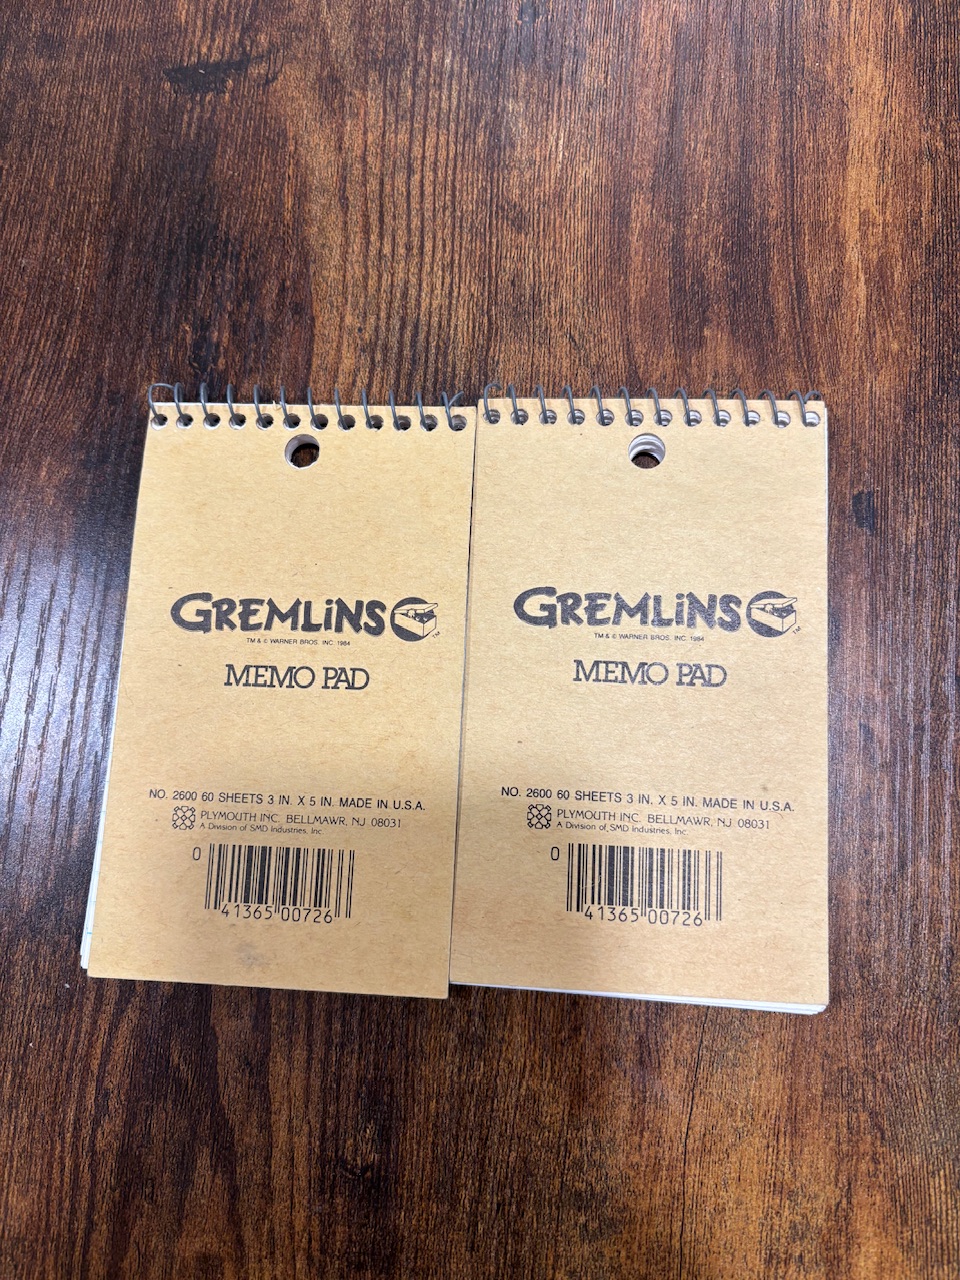 GREMLiNS
TM
TM & © WARNER BROS. INC. 1984
MEMO PAD
NO. 2600 60 SHEETS 3 IN. X 5 IN. MADE IN U.S.A.
PLYMOUTH INC. BELLMAWR, NJ 08031
A Division of SMD Industries, Inc.
0 41365 00726
GREMLiNS
TM
TM & © WARNER BROS. INC. 1984
MEMO PAD
NO. 2600 60 SHEETS 3 IN. X 5 IN. MADE IN U.S.A.
PLYMOUTH INC. BELLMAWR, NJ 08031
A Division of SMD Industries, Inc.
0 41365 00726